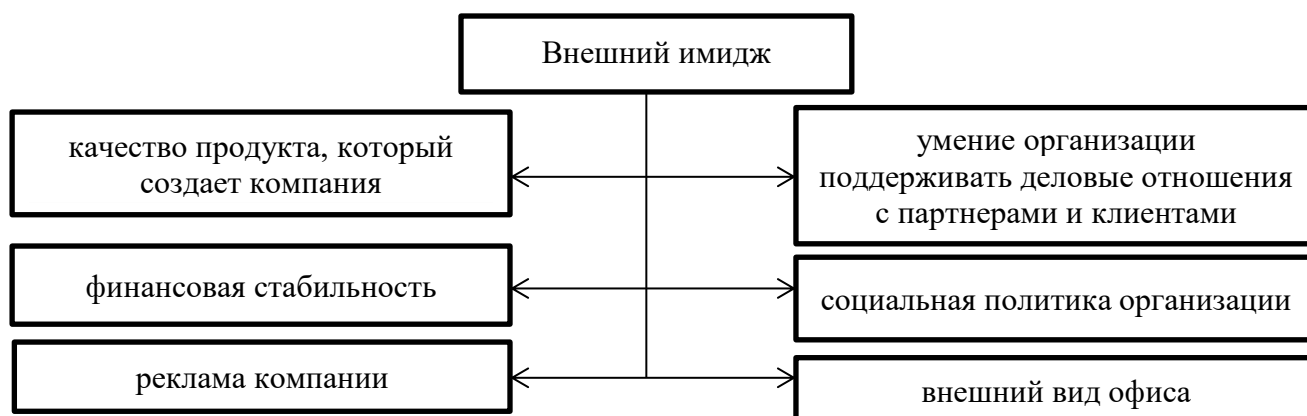 Внешний имидж
качество продукта, который
создает компания
умение организации
поддерживать деловые отношения
с партнерами и клиентами
финансовая стабильность
социальная политика организации
реклама компании
внешний вид офиса